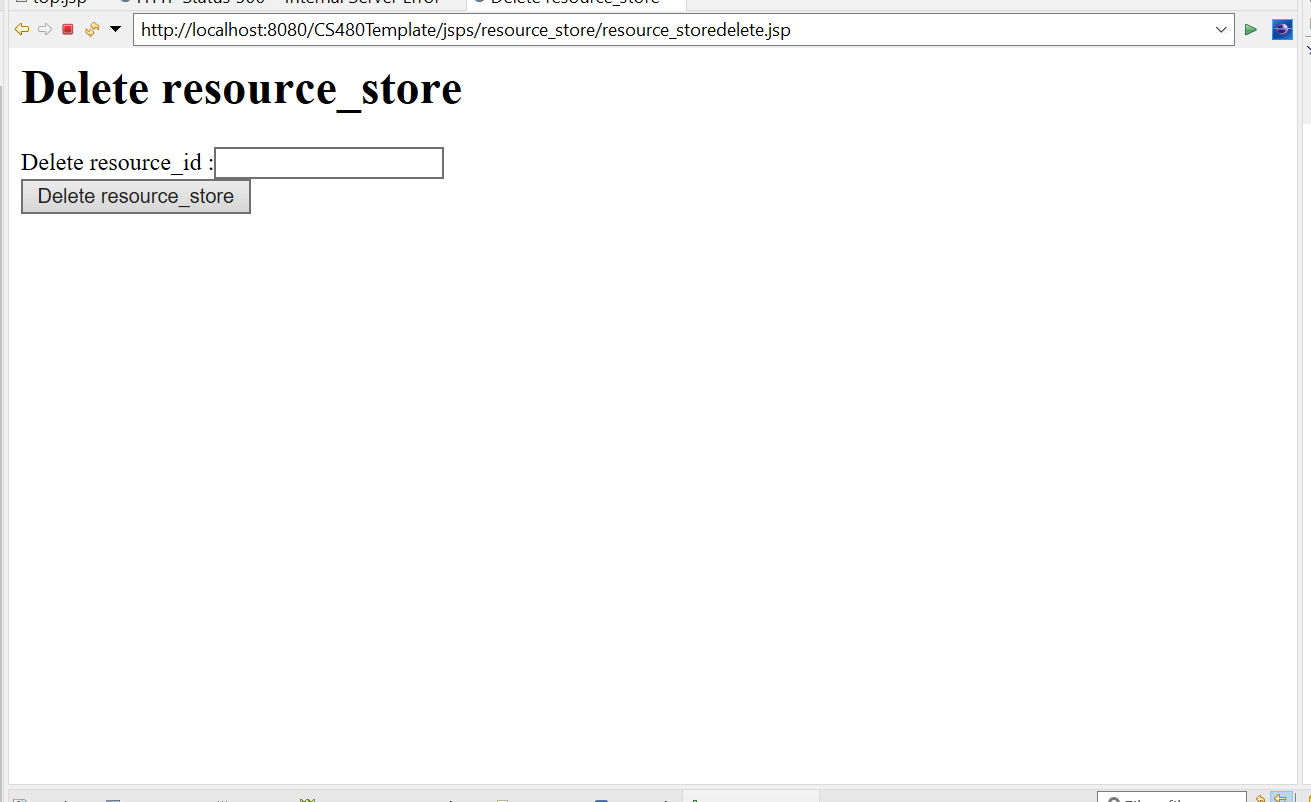 top.jsp HTTP Status 500 – Internal Server Error Delete resource_store
http://localhost:8080/CS480Template/jsps/resource_store/resource_storedelete.jsp
Delete resource_store
Delete resource_id :
Delete resource_store